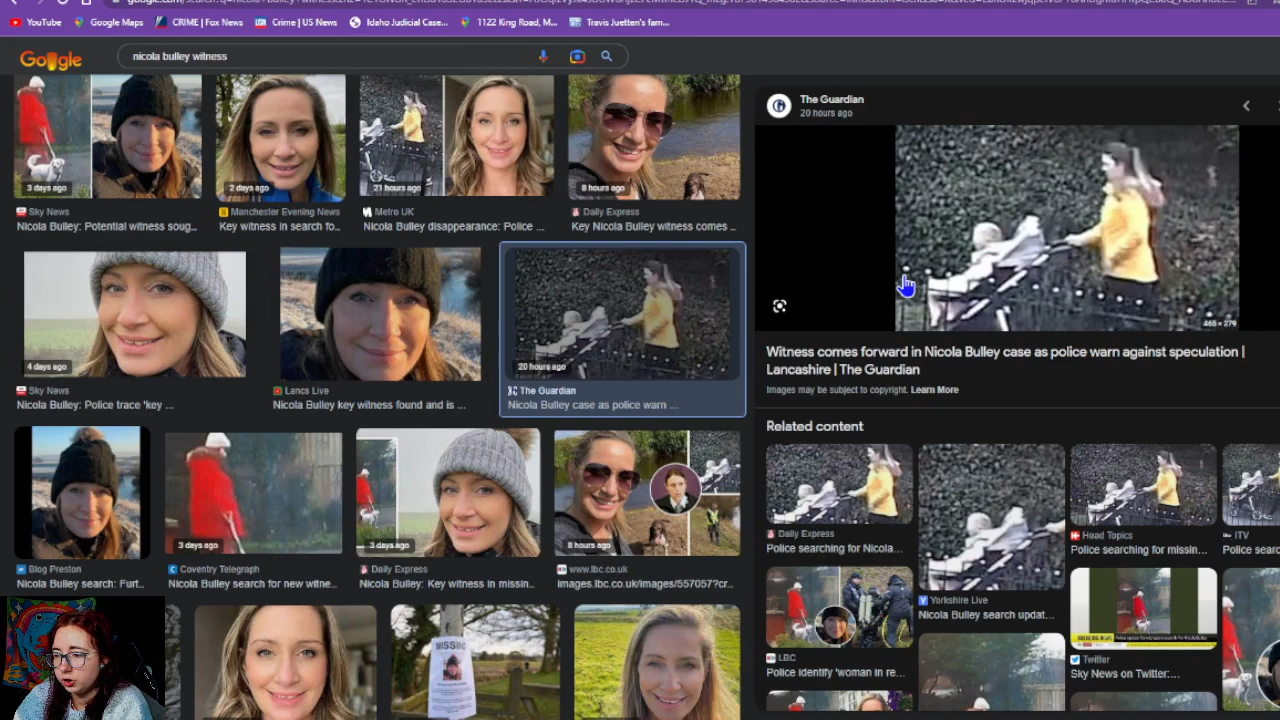 YouTube
Google Maps
CRIME | Fox News
Crime | US News
Idaho Judicial Case...
1122 King Road, M...
Travis Juetten's fam...
Google
nicola bulley witness
3 days ago
2 days ago
21 hours ago
8 hours ago
Sky News
Nicola Bulley: Potential witness soug...
Manchester Evening News
Key witness in search fo...
Metro UK
Nicola Bulley disappearance: Police ...
Daily Express
Key Nicola Bulley witness comes ...
4 days ago
20 hours ago
Sky News
Nicola Bulley: Police trace 'key ...
Lancs Live
Nicola Bulley key witness found and is ...
The Guardian
Nicola Bulley case as police warn ...
3 days ago
3 days ago
8 hours ago
Blog Preston
Nicola Bulley search: Furt...
Coventry Telegraph
Nicola Bulley search for new witne...
Daily Express
Nicola Bulley: Key witness in missin...
www.lbc.co.uk
images.lbc.co.uk/images/557057?cr...
MISSING
The Guardian
20 hours ago
465 × 279
Witness comes forward in Nicola Bulley case as police warn against speculation |
Lancashire | The Guardian
Images may be subject to copyright. Learn More
Related content
Daily Express
Police searching for Nicola...
Yorkshire Live
Nicola Bulley search updat...
Head Topics
Police searching for missin...
ITV
Police searc
LBC
Police identify 'woman in re...
Twitter
Sky News on Twitter:...